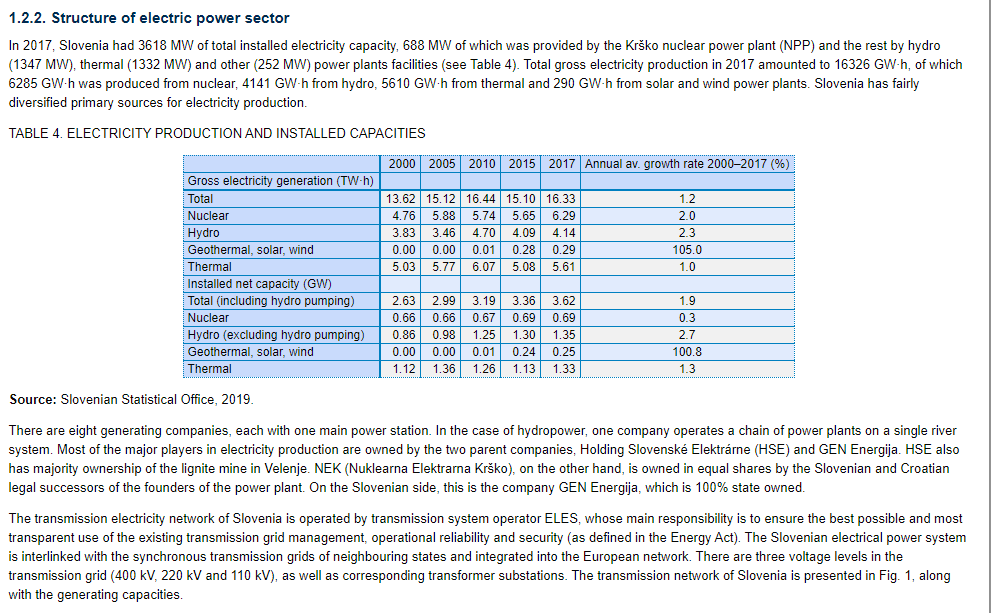 1.2.2. Structure of electric power sector
In 2017, Slovenia had 3618 MW of total installed electricity capacity, 688 MW of which was provided by the Krško nuclear power plant (NPP) and the rest by hydro
(1347 MW), thermal (1332 MW) and other (252 MW) power plants facilities (see Table 4). Total gross electricity production in 2017 amounted to 16326 GW·h, of which
6285 GW·h was produced from nuclear, 4141 GW·h from hydro, 5610 GW·h from thermal and 290 GW·h from solar and wind power plants. Slovenia has fairly
diversified primary sources for electricity production.
TABLE 4. ELECTRICITY PRODUCTION AND INSTALLED CAPACITIES
2000 2005 2010 2015 2017 Annual av. growth rate 2000–2017 (%)
Gross electricity generation (TW·h)
Total 13.62 15.12 16.44 15.10 16.33 1.2
Nuclear 4.76 5.88 5.74 5.65 6.29 2.0
Hydro 3.83 3.46 4.70 4.09 4.14 2.3
Geothermal, solar, wind 0.00 0.00 0.01 0.28 0.29 105.0
Thermal 5.03 5.77 6.07 5.08 5.61 1.0
Installed net capacity (GW)
Total (including hydro pumping) 2.63 2.99 3.19 3.36 3.62 1.9
Nuclear 0.66 0.66 0.67 0.69 0.69 0.3
Hydro (excluding hydro pumping) 0.86 0.98 1.25 1.30 1.35 2.7
Geothermal, solar, wind 0.00 0.00 0.01 0.24 0.25 100.8
Thermal 1.12 1.36 1.26 1.13 1.33 1.3
Source: Slovenian Statistical Office, 2019.
There are eight generating companies, each with one main power station. In the case of hydropower, one company operates a chain of power plants on a single river
system. Most of the major players in electricity production are owned by the two parent companies, Holding Slovenské Elektrárne (HSE) and GEN Energija. HSE also
has majority ownership of the lignite mine in Velenje. NEK (Nuklearna Elektrarna Krško), on the other hand, is owned in equal shares by the Slovenian and Croatian
legal successors of the founders of the power plant. On the Slovenian side, this is the company GEN Energija, which is 100% state owned.
The transmission electricity network of Slovenia is operated by transmission system operator ELES, whose main responsibility is to ensure the best possible and most
transparent use of the existing transmission grid management, operational reliability and security (as defined in the Energy Act). The Slovenian electrical power system
is interlinked with the synchronous transmission grids of neighbouring states and integrated into the European network. There are three voltage levels in the
transmission grid (400 kV, 220 kV and 110 kV), as well as corresponding transformer substations. The transmission network of Slovenia is presented in Fig. 1, along
with the generating capacities.